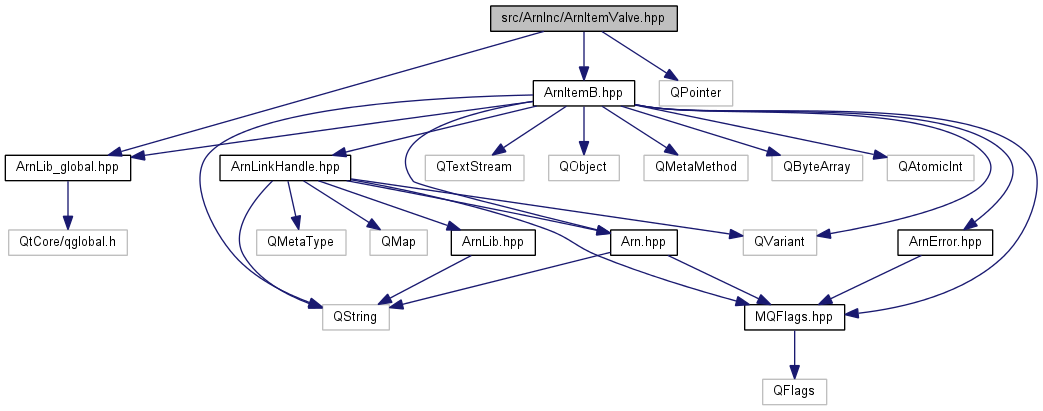 src/ArnInc/ArnItemValve.hpp
ArnItemB.hpp
QPointer
ArnLib_global.hpp
ArnLinkHandle.hpp
QTextStream
QObject
QMetaMethod
QByteArray
QAtomicInt
QtCore/qglobal.h
QMetaType
QMap
ArnLib.hpp
Arn.hpp
QVariant
ArnError.hpp
QString
MQFlags.hpp
QFlags